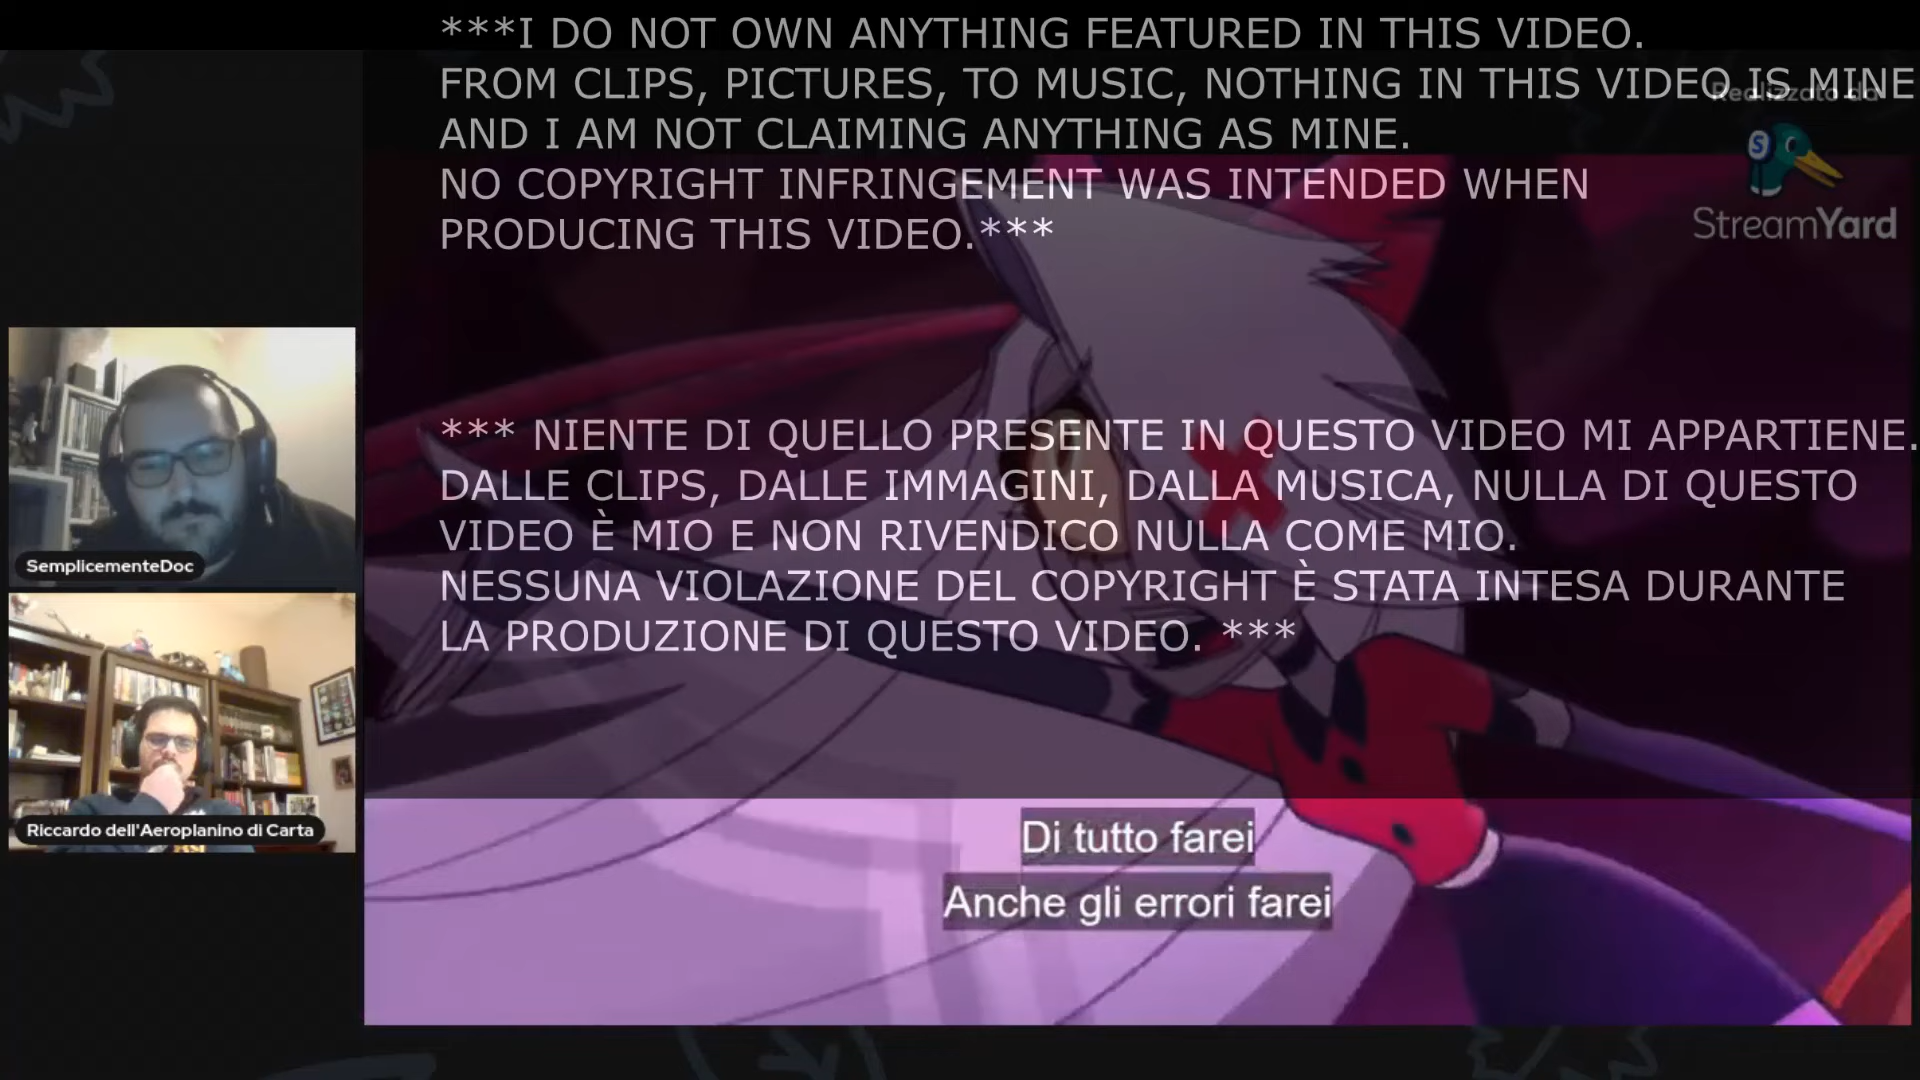 ***I DO NOT OWN ANYTHING FEATURED IN THIS VIDEO.
FROM CLIPS, PICTURES, TO MUSIC, NOTHING IN THIS VIDEO IS MINE
AND I AM NOT CLAIMING ANYTHING AS MINE.
NO COPYRIGHT INFRINGEMENT WAS INTENDED WHEN
PRODUCING THIS VIDEO.***
Realizzato da
S
StreamYard
*** NIENTE DI QUELLO PRESENTE IN QUESTO VIDEO MI APPARTIENE.
DALLE CLIPS, DALLE IMMAGINI, DALLA MUSICA, NULLA DI QUESTO
VIDEO È MIO E NON RIVENDICO NULLA COME MIO.
NESSUNA VIOLAZIONE DEL COPYRIGHT È STATA INTESA DURANTE
LA PRODUZIONE DI QUESTO VIDEO. ***
SemplicementeDoc
Riccardo dell'Aeroplanino di Carta
Di tutto farei
Anche gli errori farei